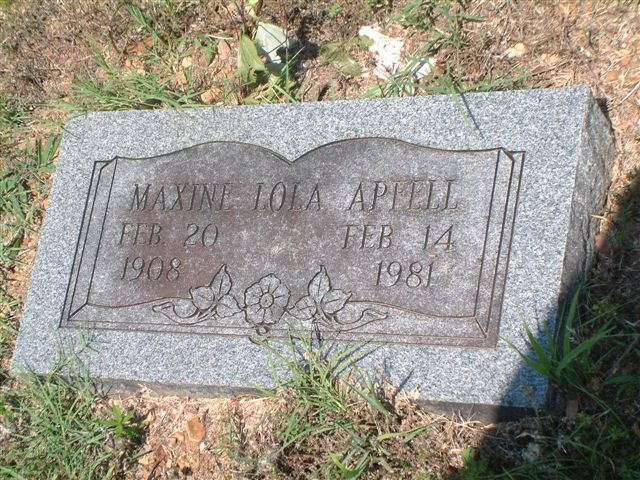 MAXINE LOLA APFELL
FEB 20 FEB 14
1908 1981